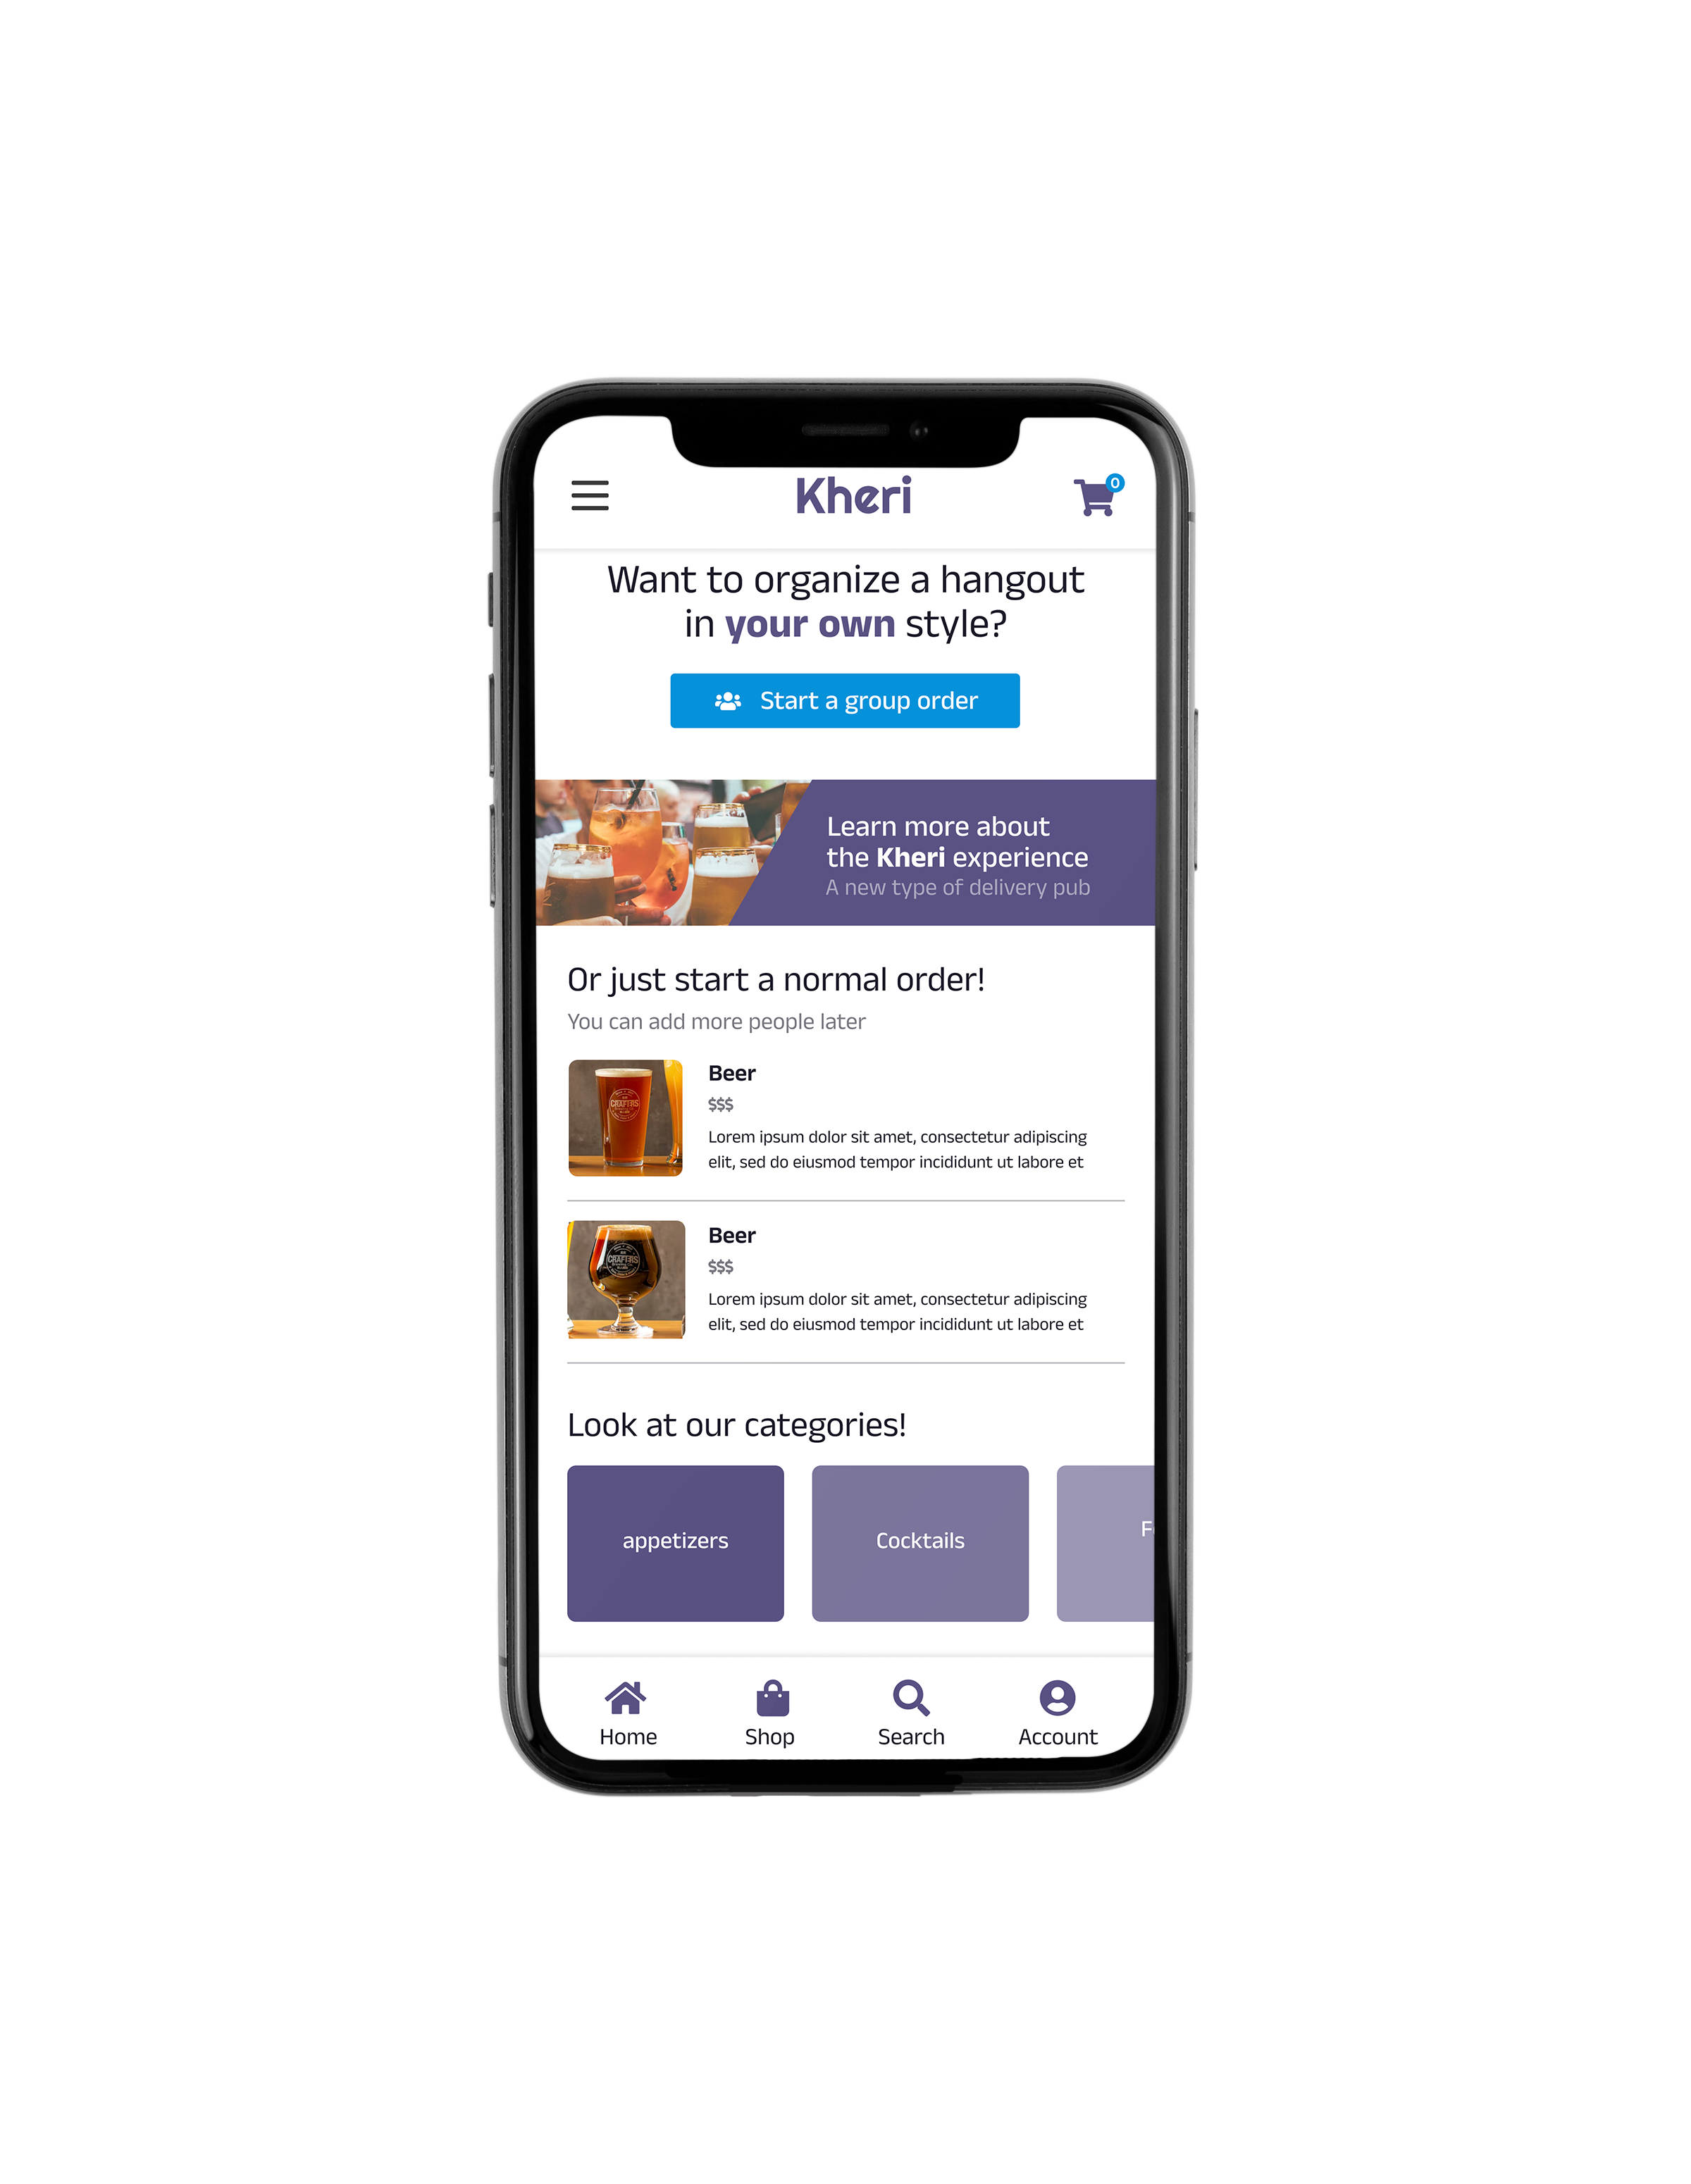 Kheri
0
Want to organize a hangout
in your own style?
Start a group order
Learn more about
the Kheri experience
A new type of delivery pub
Or just start a normal order!
You can add more people later
Beer
$$$
Lorem ipsum dolor sit amet, consectetur adipiscing
elit, sed do eiusmod tempor incididunt ut labore et
CRAFTRS
Beer
$$$
Lorem ipsum dolor sit amet, consectetur adipiscing
elit, sed do eiusmod tempor incididunt ut labore et
CRAFTRS
Look at our categories!
appetizers
Cocktails
F
Home
Shop
Search
Account